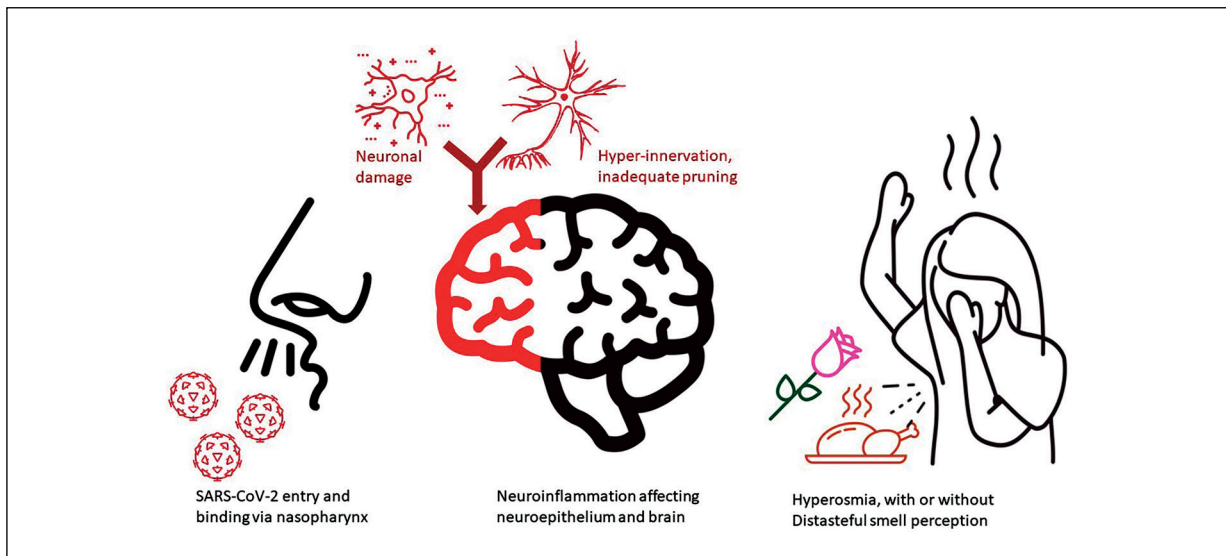 Neuronal
damage
Hyper-innervation,
inadequate pruning
SARS-CoV-2 entry and
binding via nasopharynx
Neuroinflammation affecting
neuroepithelium and brain
Hyperosmia, with or without
Distasteful smell perception